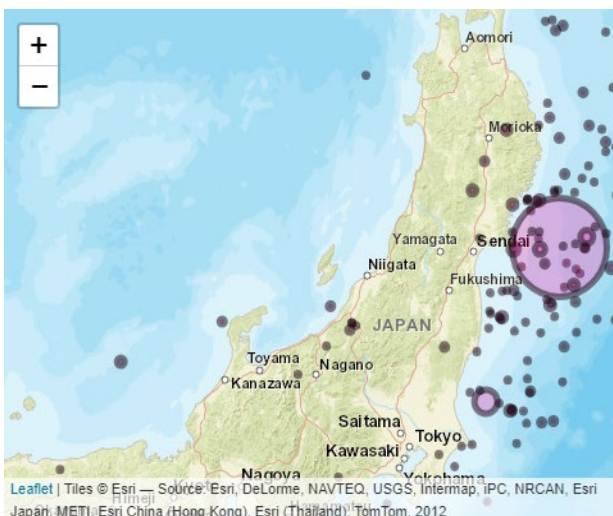 +
Aomori
−
Morioka
Yamagata
Sendai
Niigata
Fukushima
JAPAN
Toyama
Nagano
Kanazawa
Saitama
Tokyo
Kawasaki
Nagoya
Yokohama
Leaflet | Tiles © Esri — Source: Esri, DeLorme, NAVTEQ, USGS, Intermap, iPC, NRCAN, Esri
Japan, METI, Esri China (Hong Kong), Esri (Thailand), TomTom, 2012